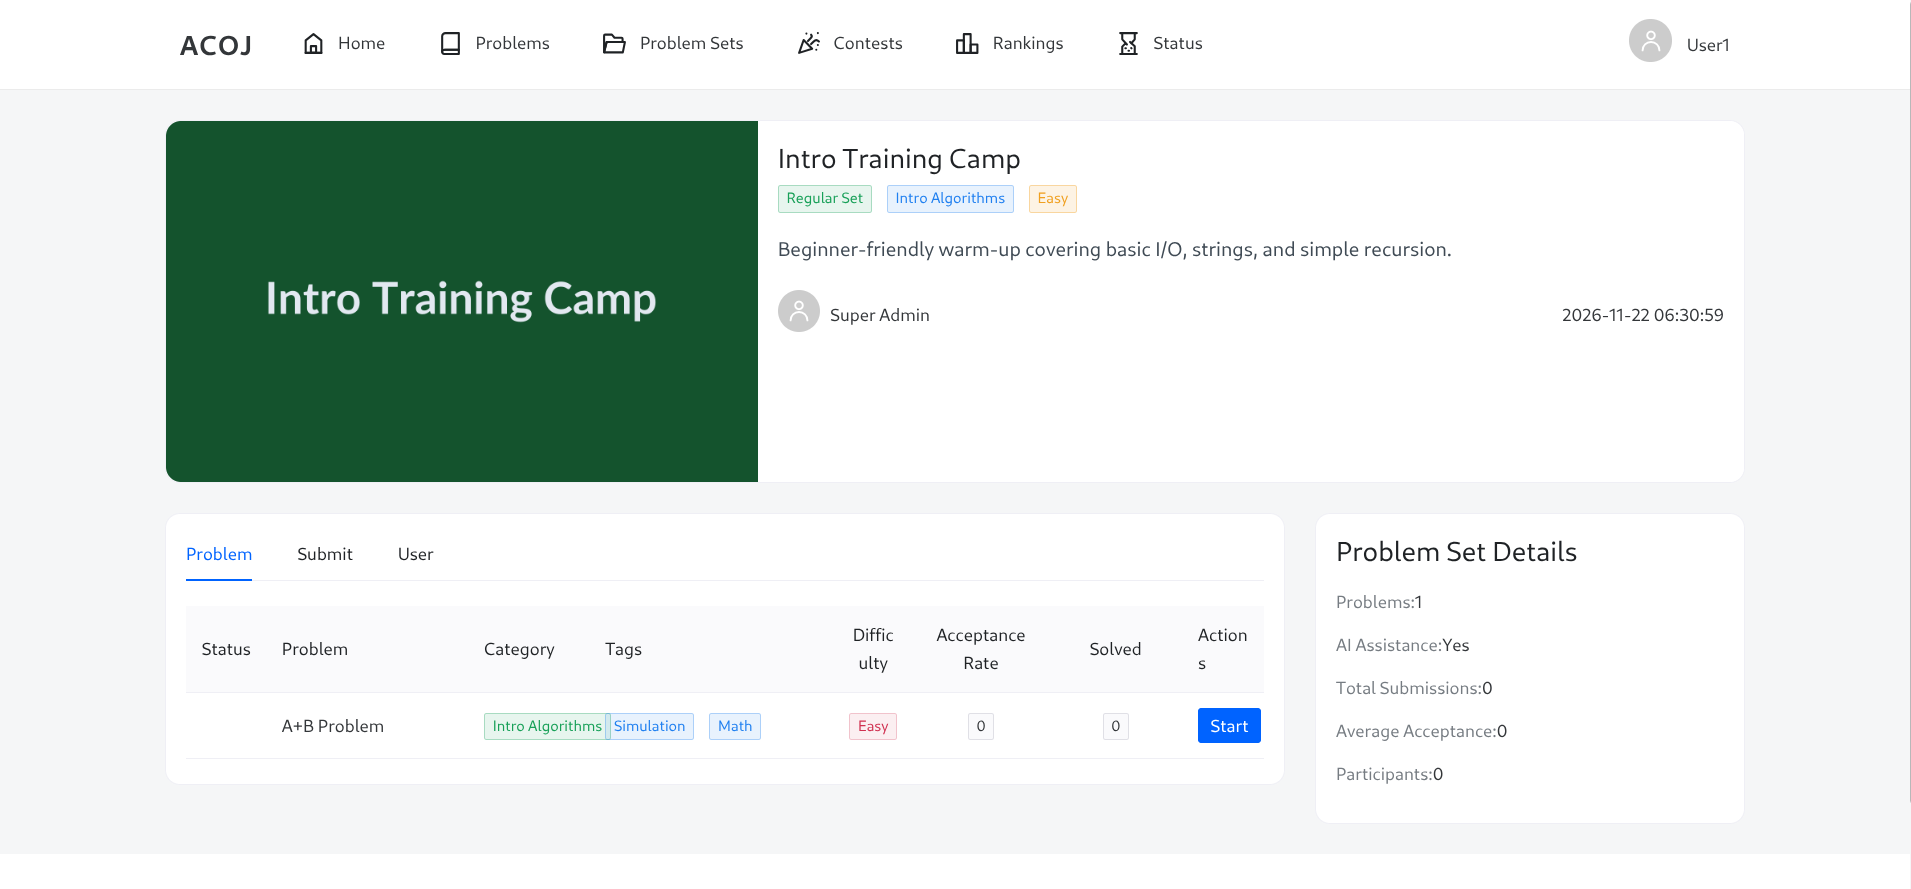 ACOJ Home Problems Problem Sets Contests Rankings Status User1
Intro Training Camp
Intro Training Camp
Regular Set Intro Algorithms Easy
Beginner-friendly warm-up covering basic I/O, strings, and simple recursion.
Super Admin 2026-11-22 06:30:59
Problem Submit User
Status Problem Category Tags Diffic
ulty Acceptance
Rate Solved Action
s
A+B Problem Intro Algorithms Simulation Math Easy 0 0 Start
Problem Set Details
Problems:1
AI Assistance:Yes
Total Submissions:0
Average Acceptance:0
Participants:0